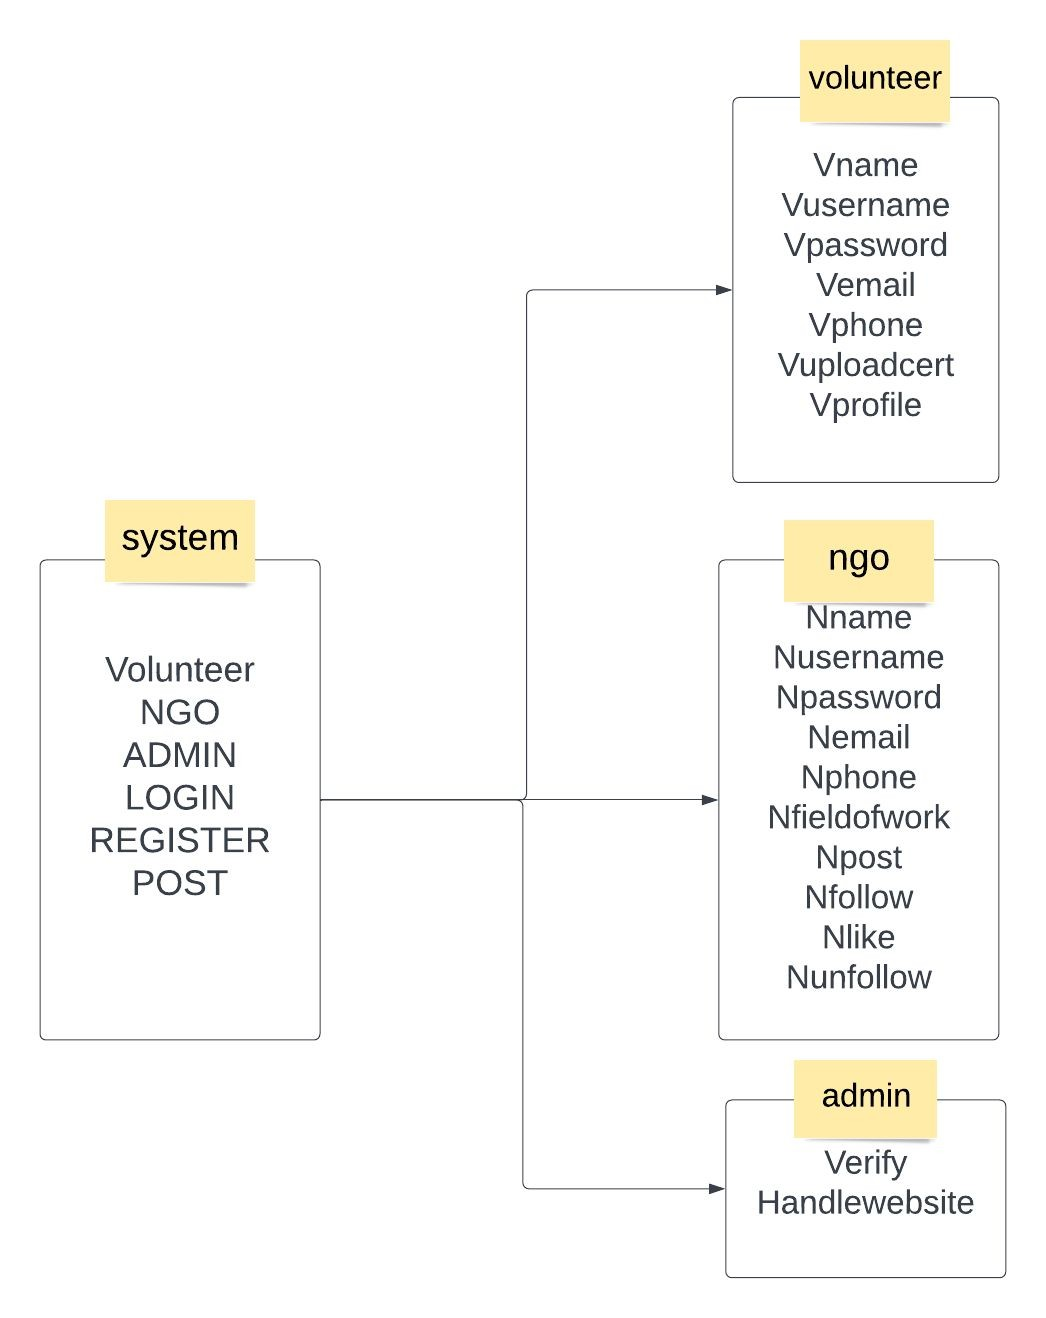 volunteer
Vname
Vusername
Vpassword
Vemail
Vphone
Vuploadcert
Vprofile
system
Volunteer
NGO
ADMIN
LOGIN
REGISTER
POST
ngo
Nname
Nusername
Npassword
Nemail
Nphone
Nfieldofwork
Npost
Nfollow
Nlike
Nunfollow
admin
Verify
Handlewebsite